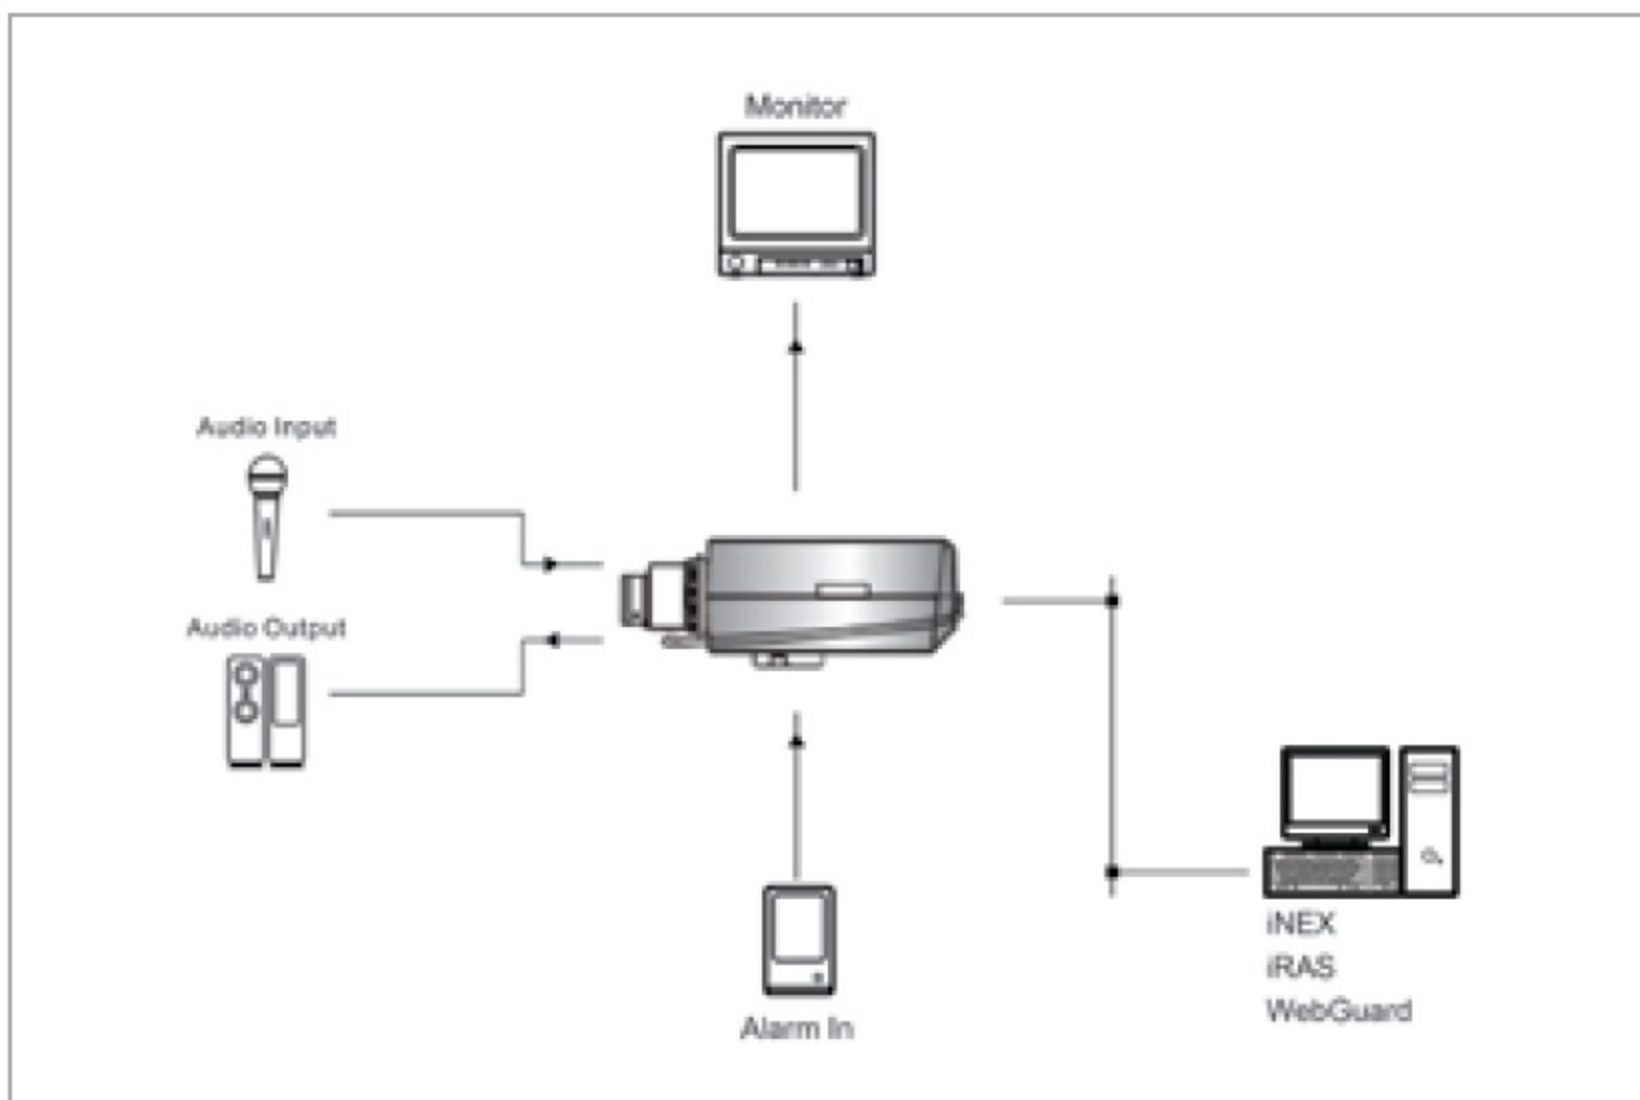 Monitor
Audio Input
Audio Output
iNEX
iRAS
WebGuard
Alarm In